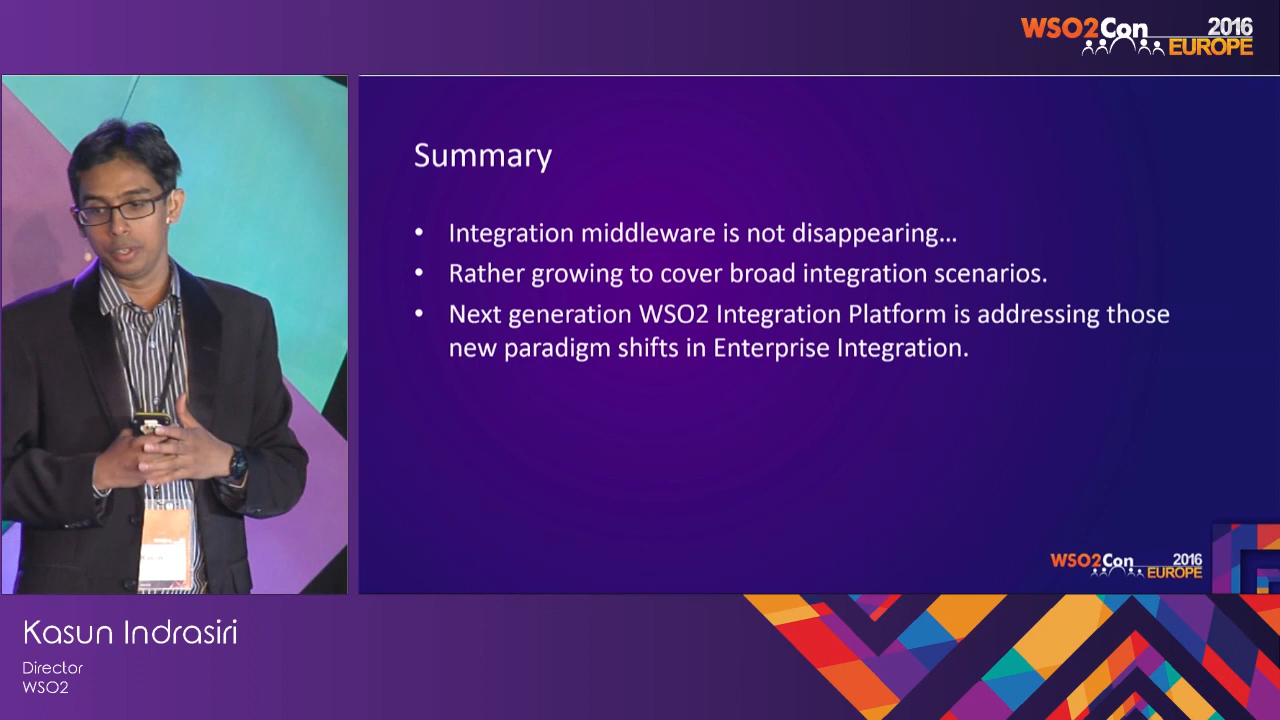 WSO2Con 2016
EUROPE
Summary
• Integration middleware is not disappearing...
• Rather growing to cover broad integration scenarios.
• Next generation WSO2 Integration Platform is addressing those
new paradigm shifts in Enterprise Integration.
WSO2Con 2016
EUROPE
Kasun Indrasiri
Director
WSO2